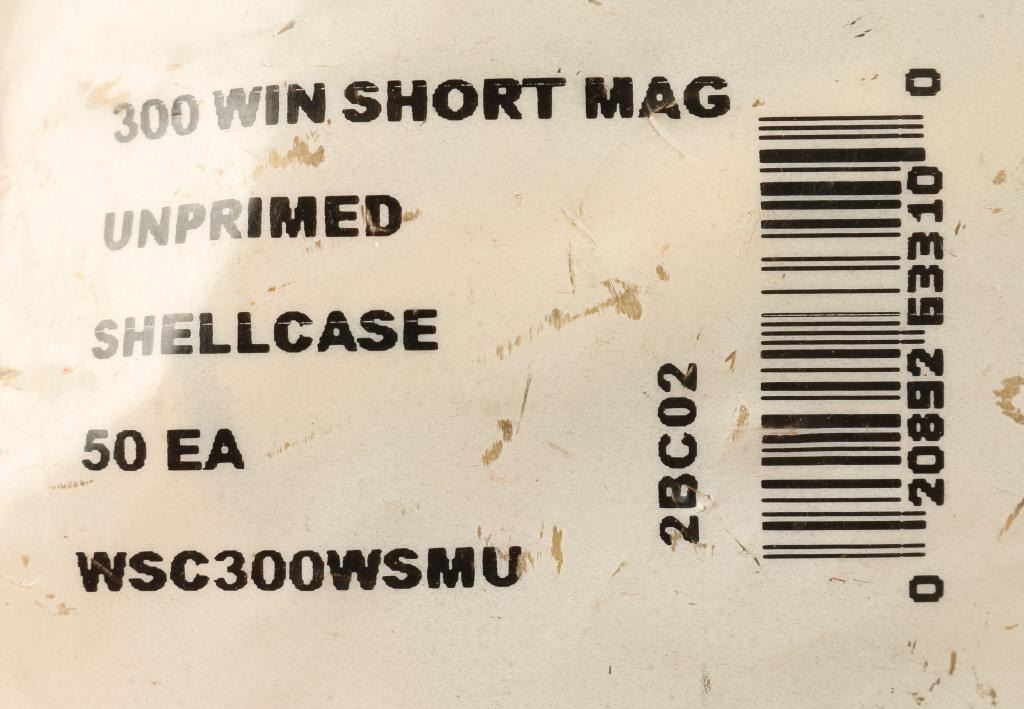 300 WIN SHORT MAG
UNPRIMED
SHELLCASE
50 EA
WSC300WSMU
2BC02
0 20892 63310 0